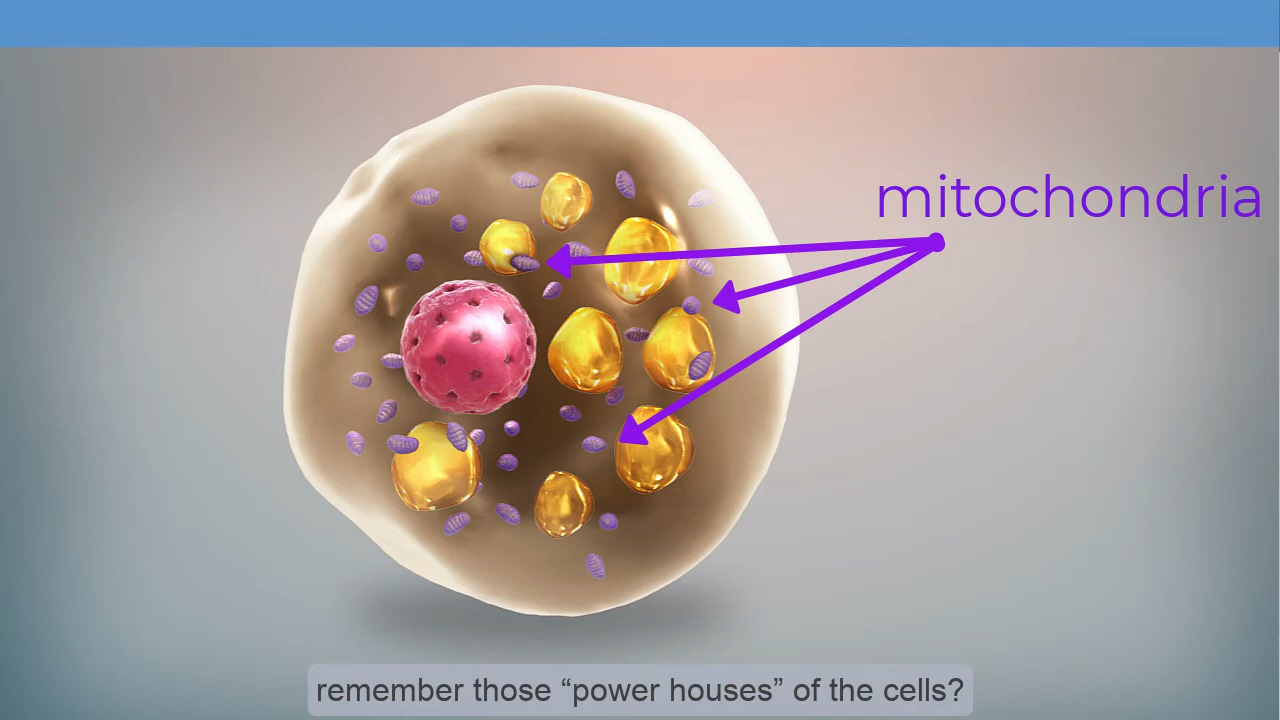 mitochondria
remember those “power houses” of the cells?